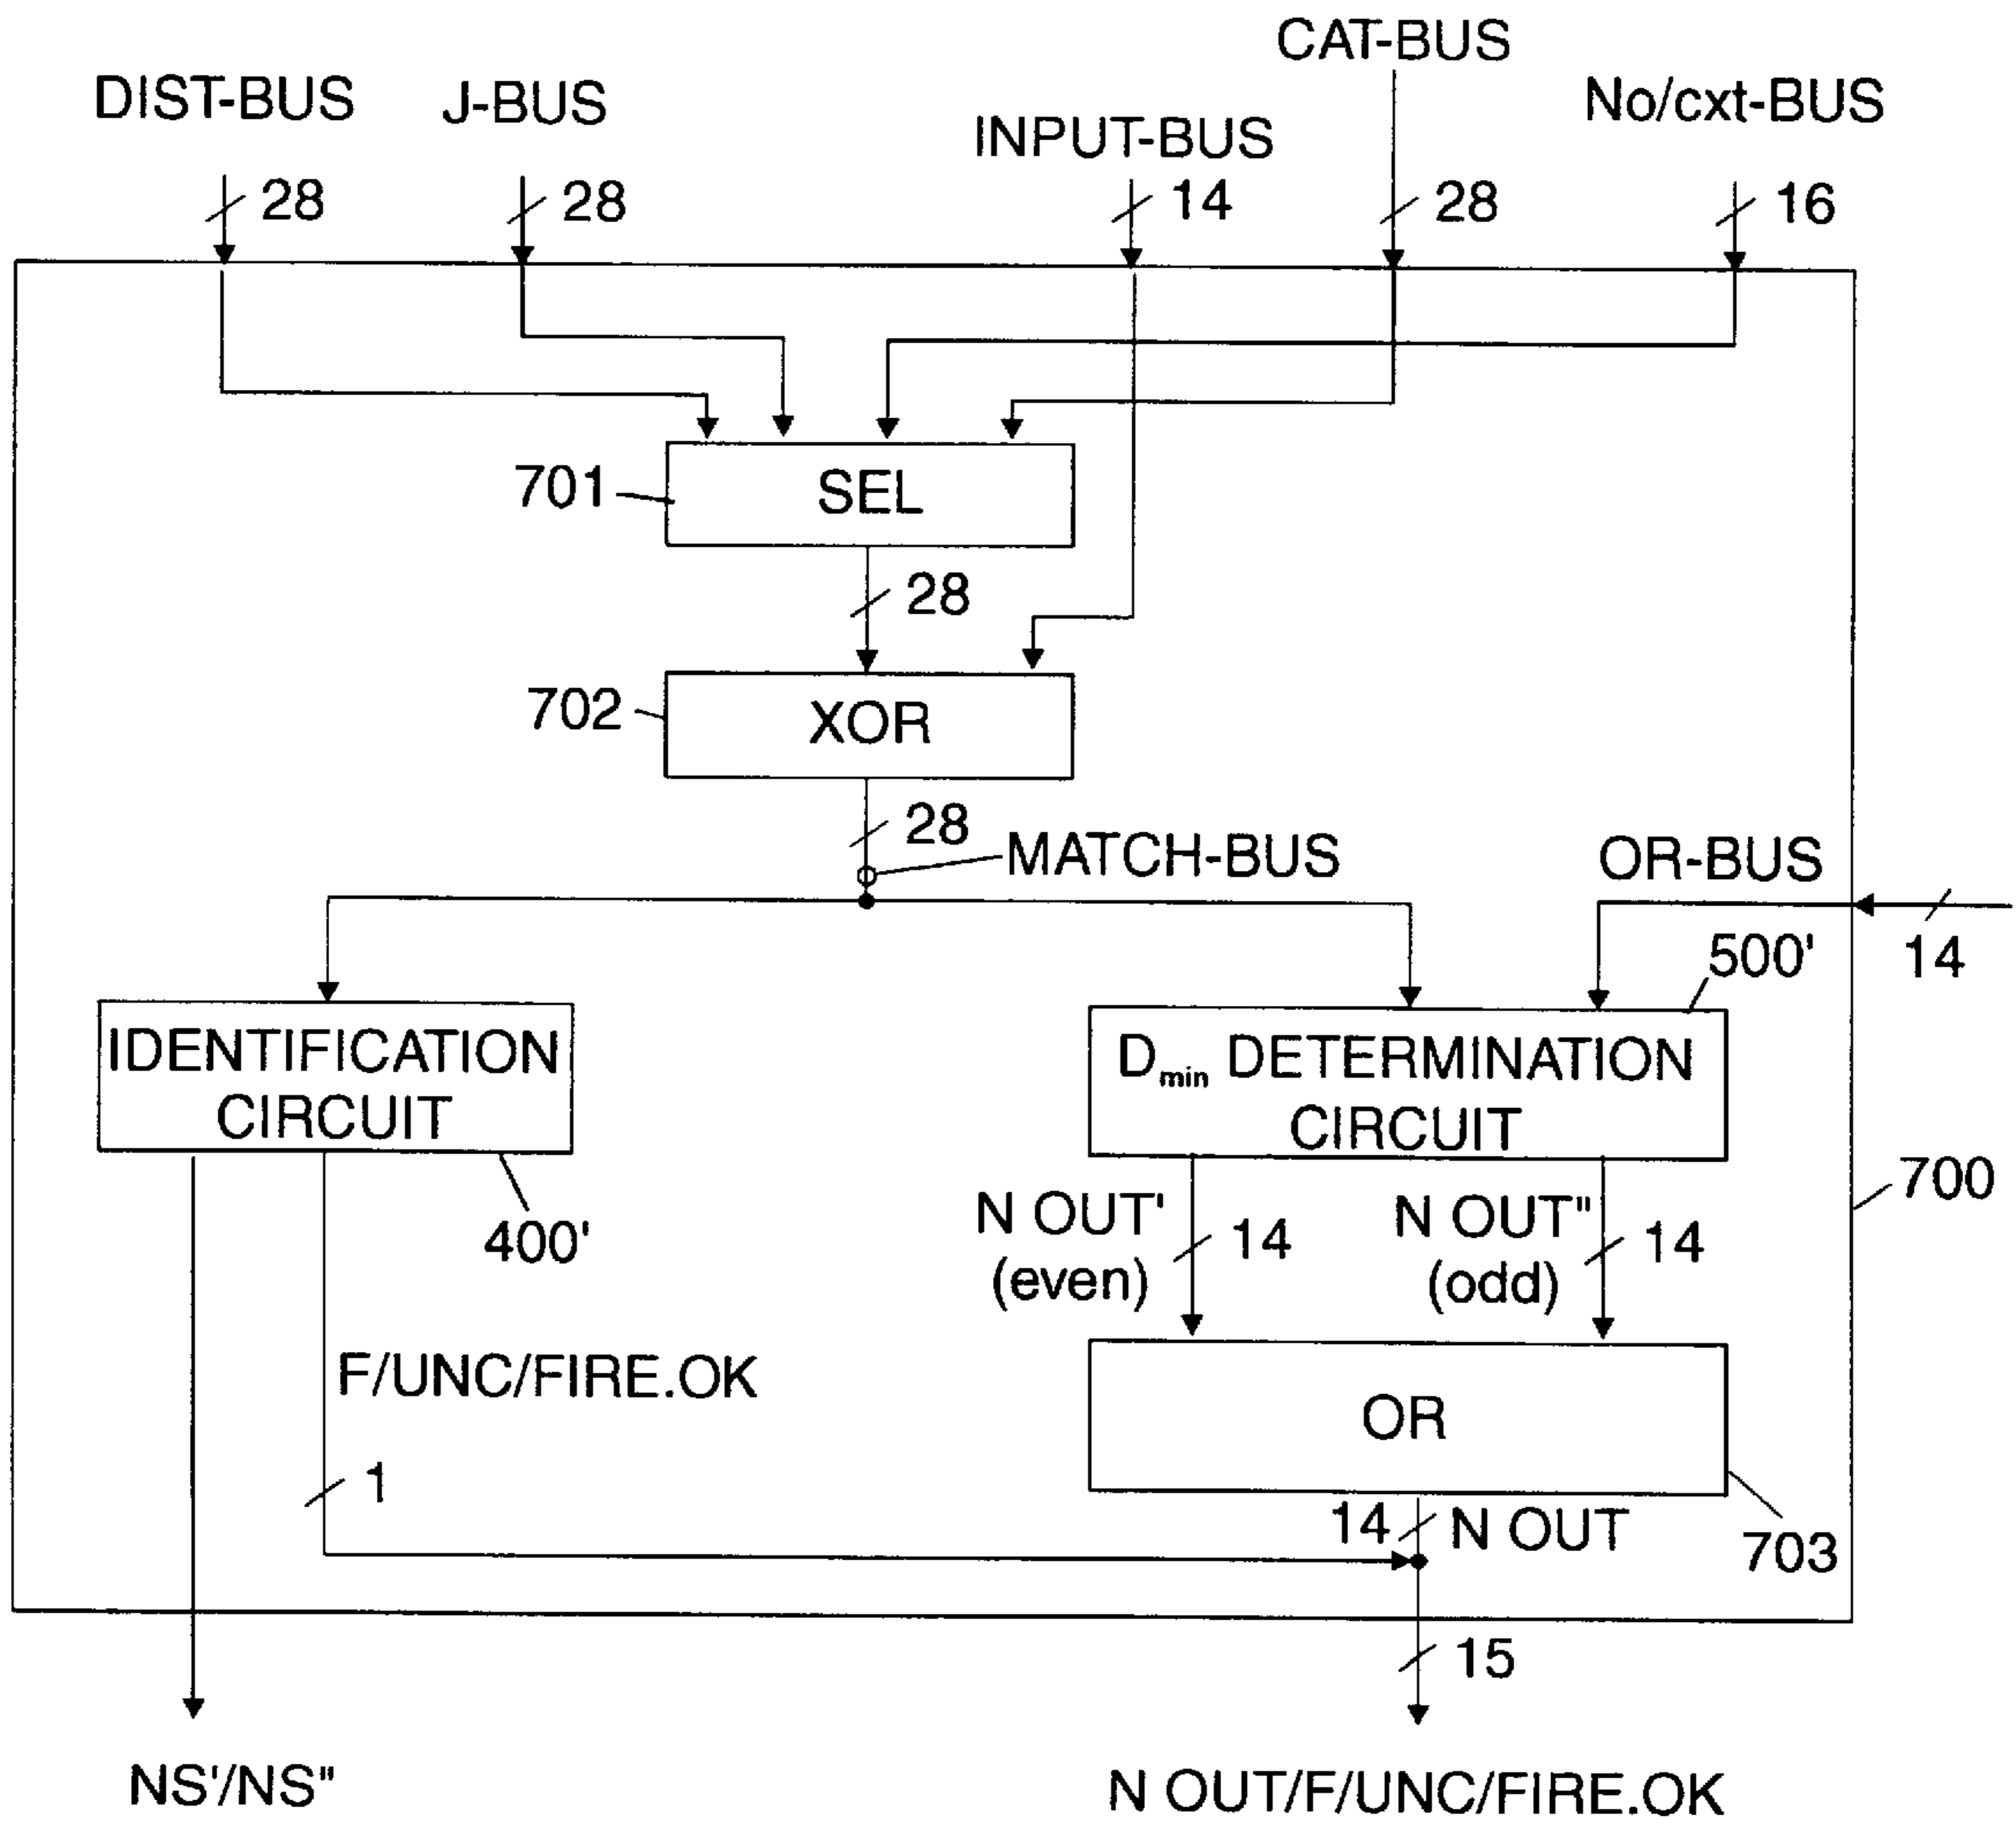 CAT-BUS
DIST-BUS
J-BUS
No/cxt-BUS
INPUT-BUS
28
28
14
28
16
701
SEL
28
702
XOR
28
MATCH-BUS
OR-BUS
14
500'
IDENTIFICATION
CIRCUIT
Dmin DETERMINATION
CIRCUIT
400'
700
N OUT'
(even)
14
N OUT"
(odd)
14
F/UNC/FIRE.OK
1
OR
14
N OUT
703
15
NS'/NS"
N OUT/F/UNC/FIRE.OK